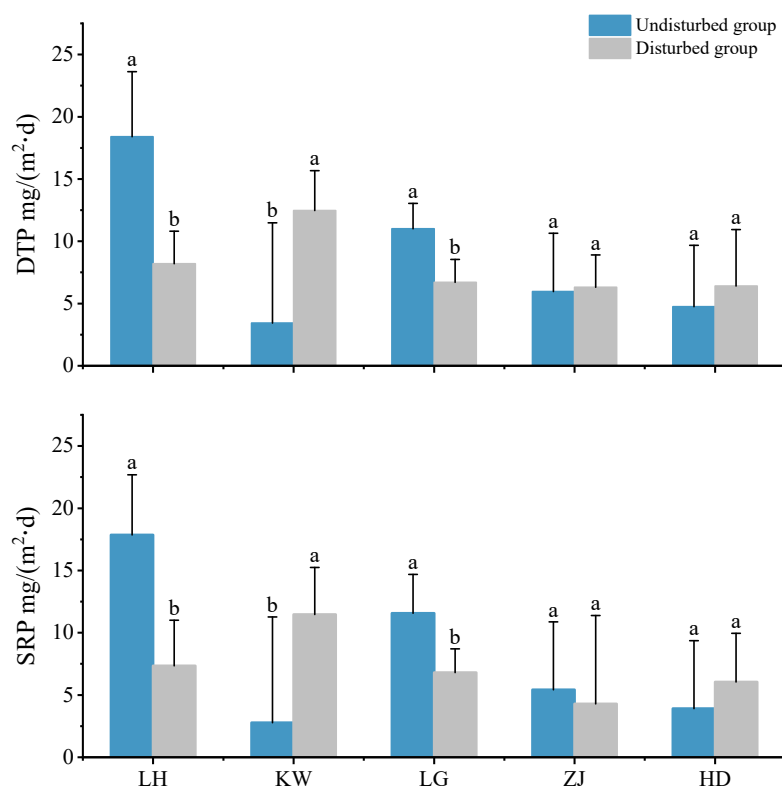 Undisturbed group
Disturbed group
DTP mg/(m²·d)
25
20
15
10
5
0
a
b
b
a
a
b
a
a
a
a
SRP mg/(m²·d)
25
20
15
10
5
0
a
b
b
a
a
b
a
a
a
a
LH KW LG ZJ HD